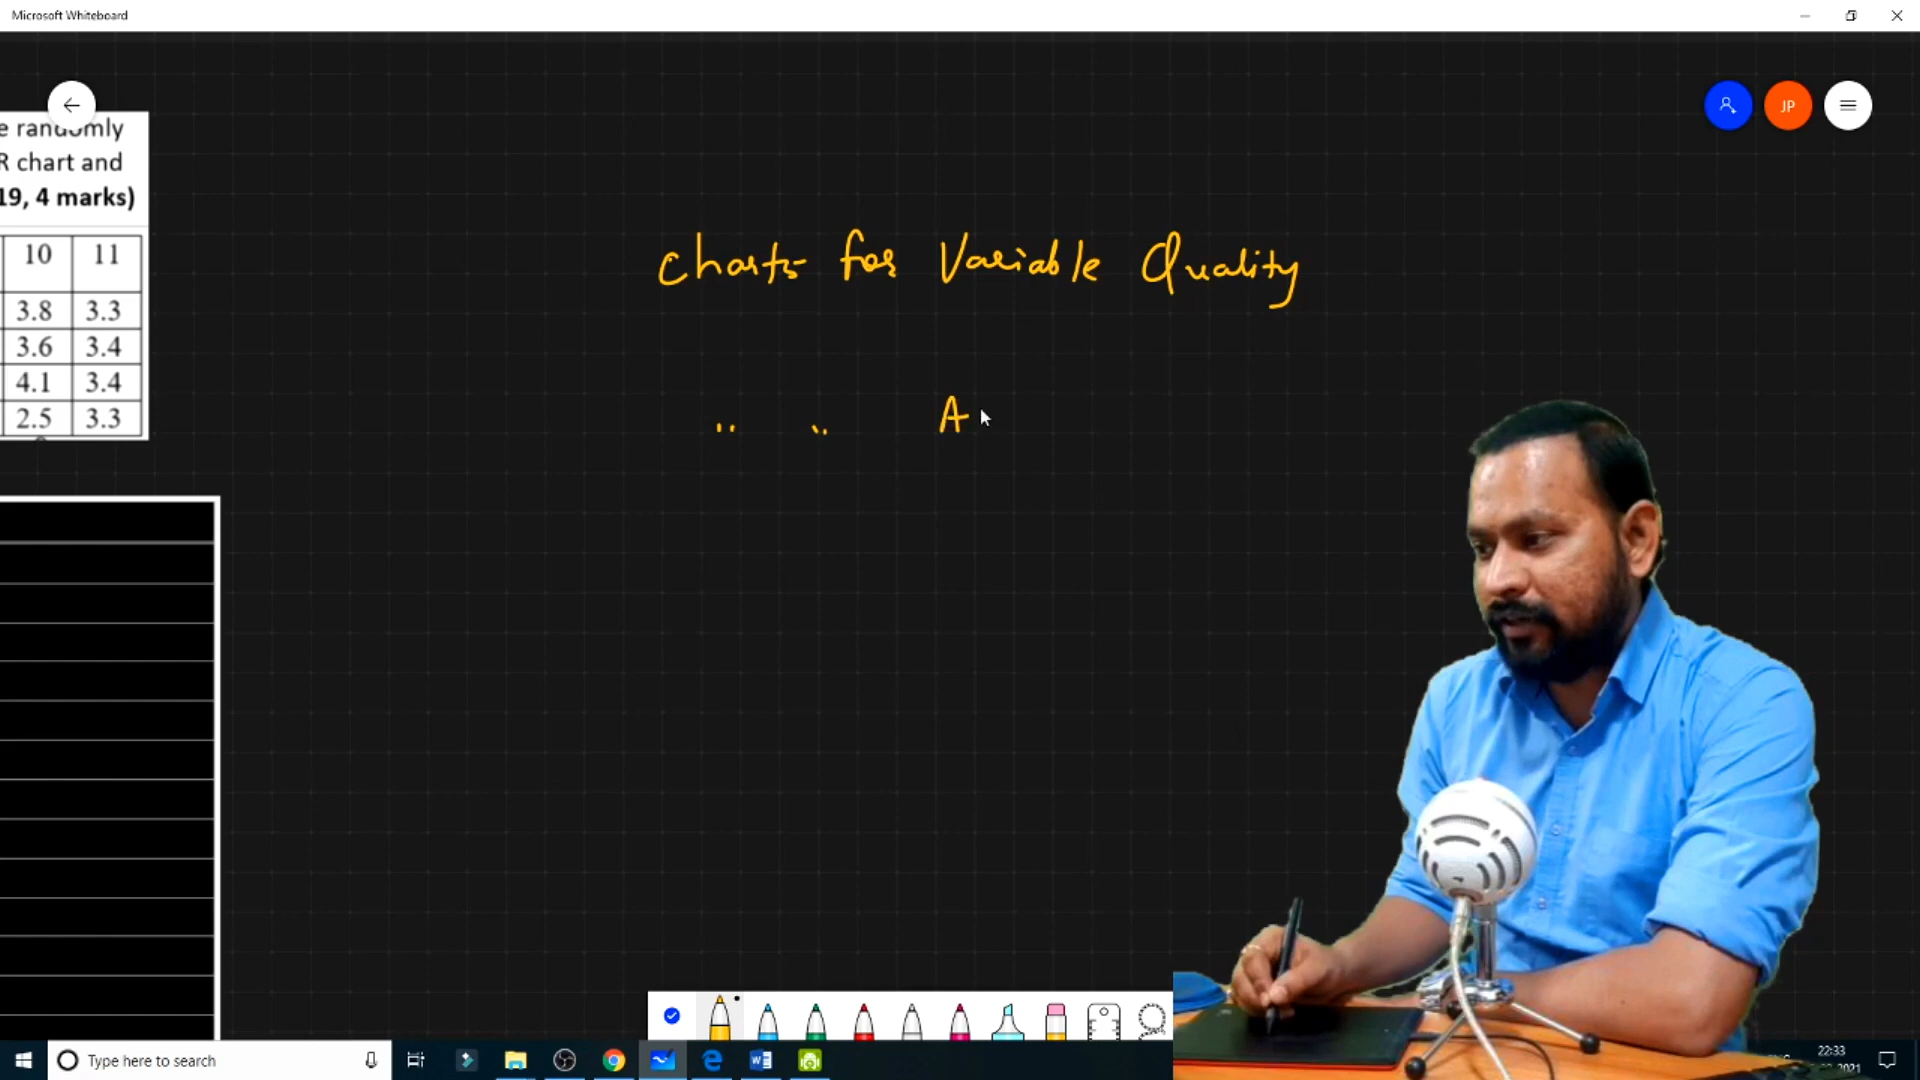 Microsoft Whiteboard
JP
e randomly
R chart and
19, 4 marks)
10 11
3.8 3.3
3.6 3.4
4.1 3.4
2.5 3.3
Charts for Variable Quality
" " A
Type here to search
22:33
2021